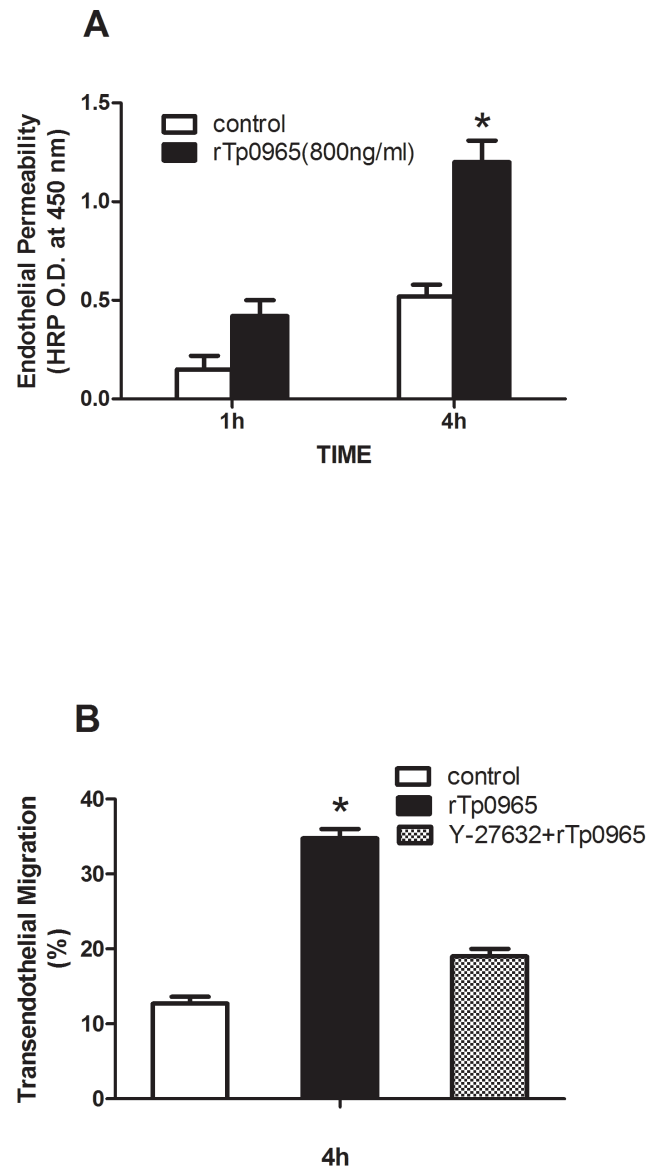 A
Endothelial Permeability
(HRP O.D. at 450 nm)
1.5
1.0
0.5
0.0
control
rTp0965(800ng/ml)
*
1h
4h
TIME
B
Transendothelial Migration
(%)
40
30
20
10
0
control
rTp0965
Y-27632+rTp0965
*
4h